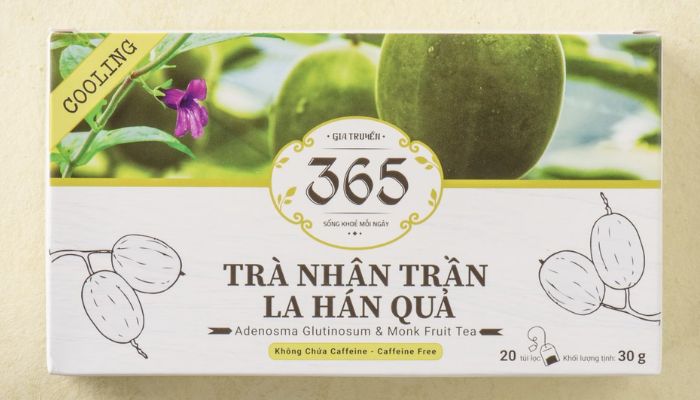 COOLING
• GIA TRUYỀN •
365
SỐNG KHOẺ MỖI NGÀY
TRÀ NHÂN TRẦN
LA HÁN QUẢ
Adenosma Glutinosum & Monk Fruit Tea
Không Chứa Caffeine - Caffeine Free
20 túi lọc Khối lượng tịnh: 30 g